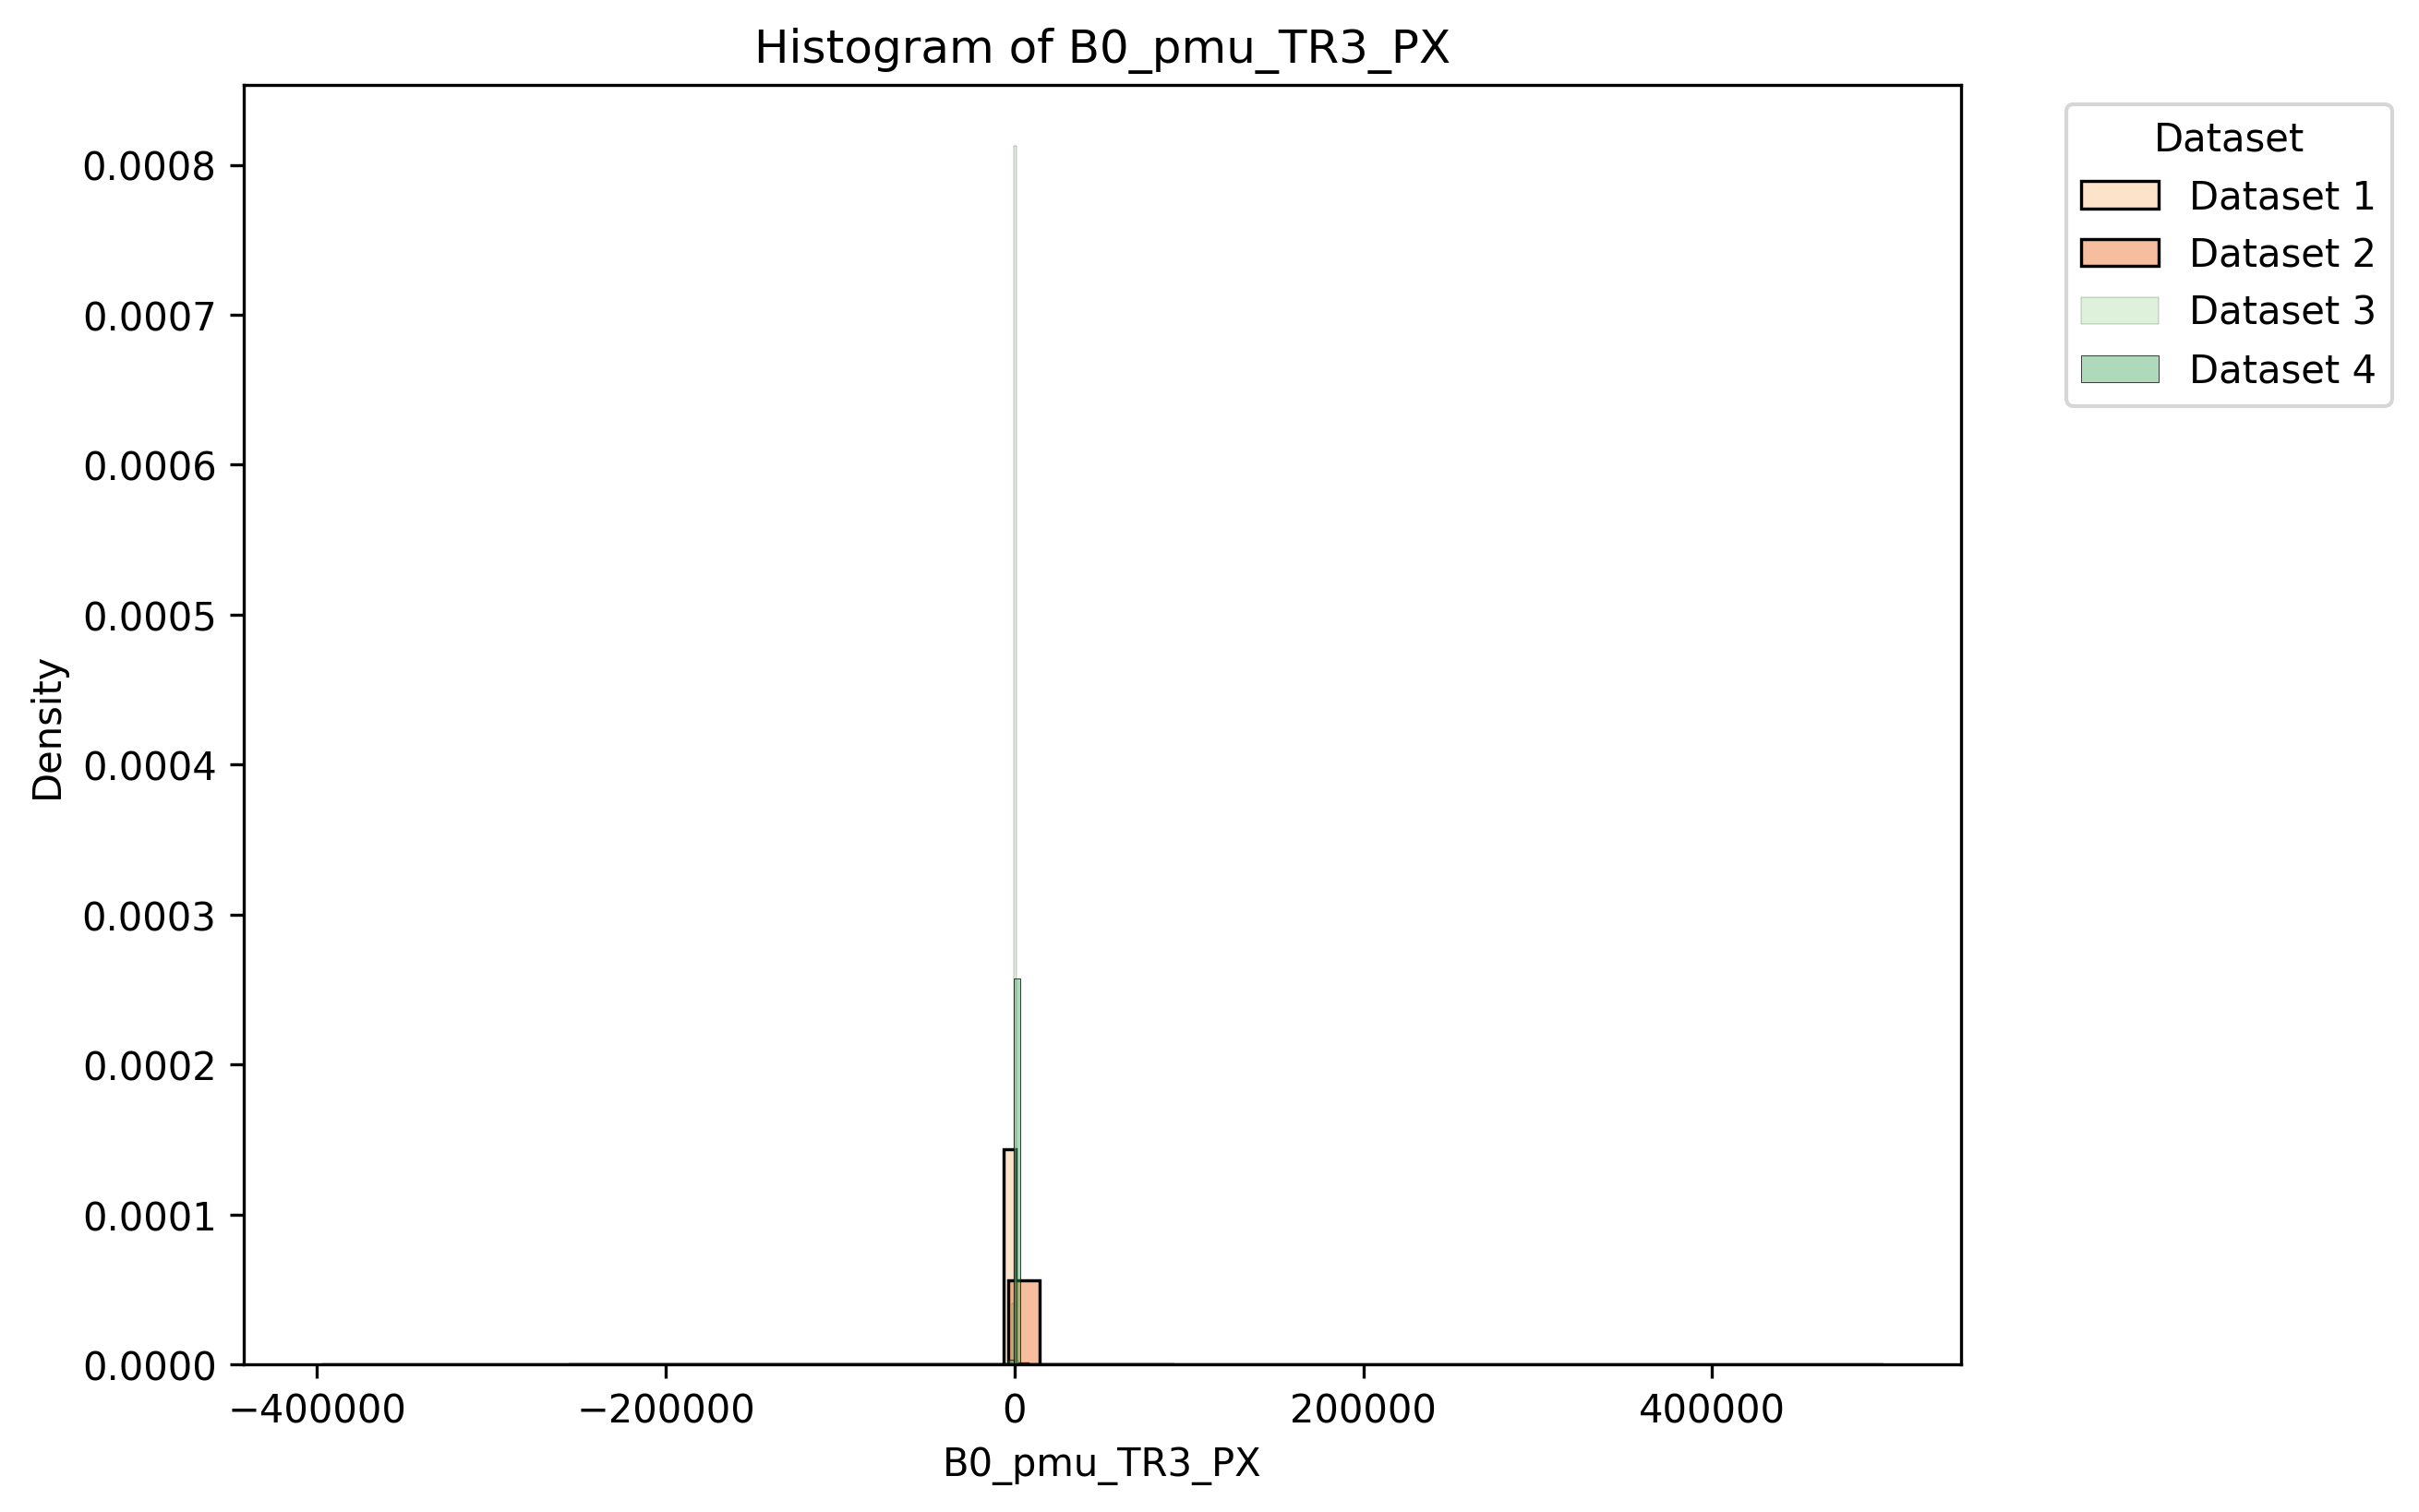 Histogram of B0_pmu_TR3_PX
Dataset
Dataset 1
Dataset 2
Dataset 3
Dataset 4
0.0008
0.0007
0.0006
0.0005
0.0004
0.0003
0.0002
0.0001
0.0000
Density
−400000 −200000 0 200000 400000
B0_pmu_TR3_PX